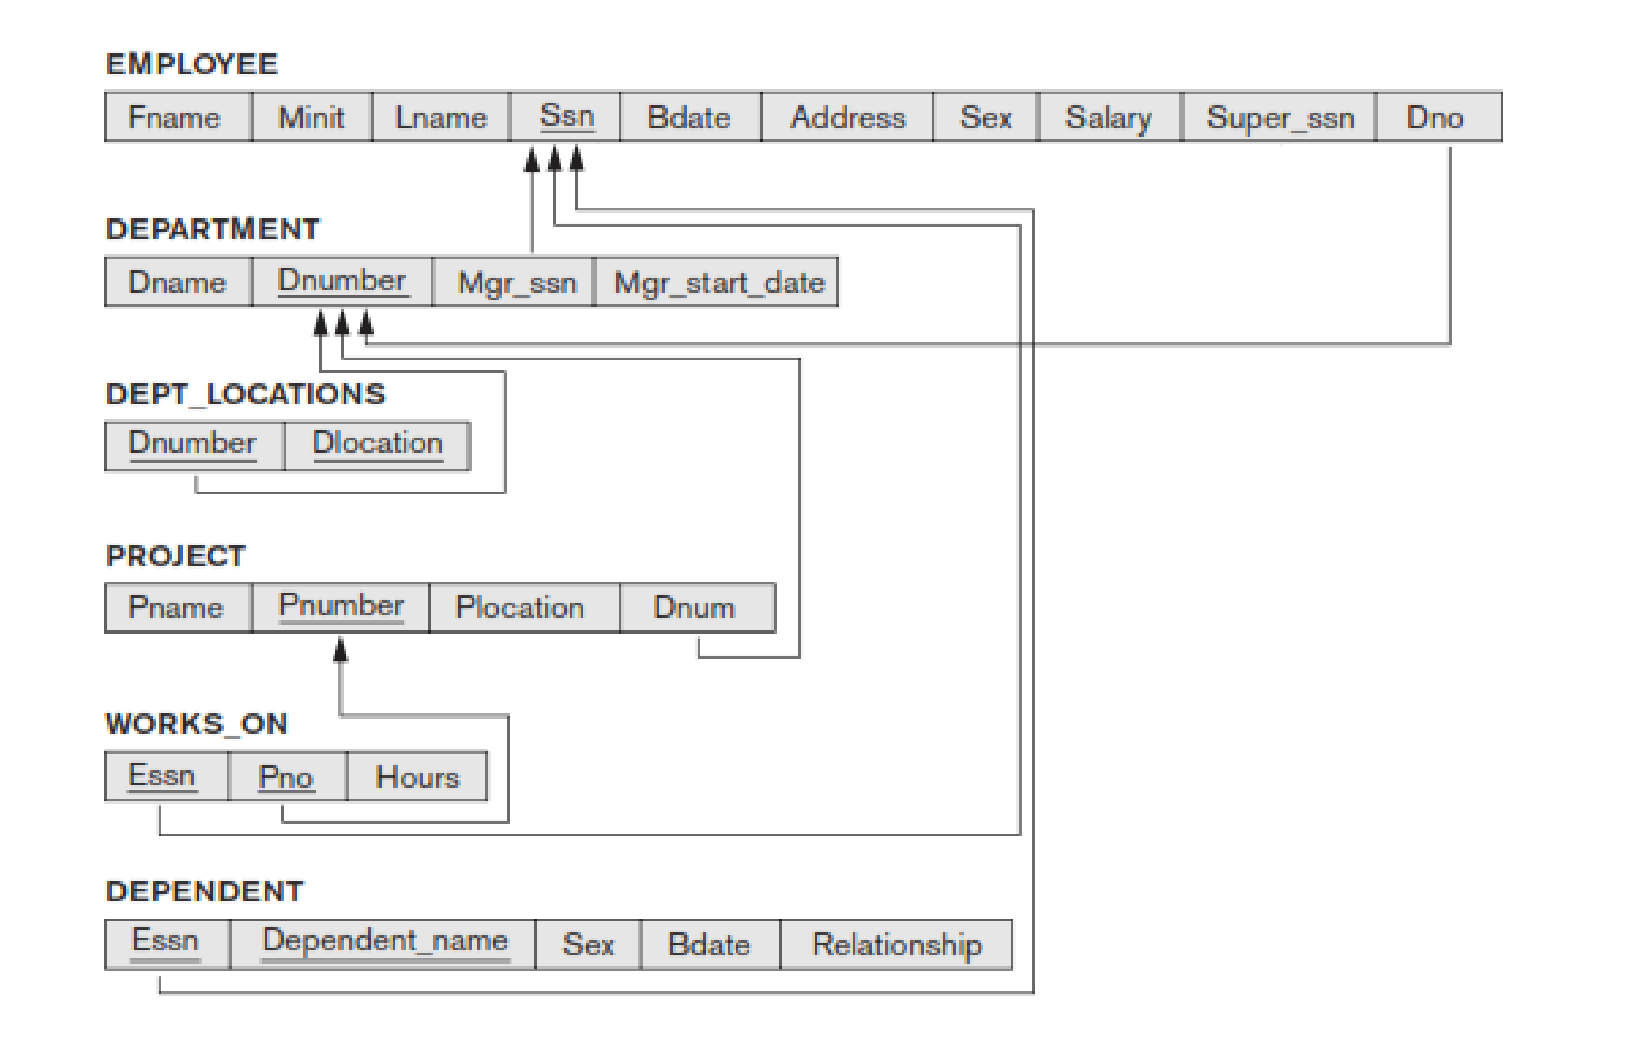 EMPLOYEE
Fname Minit Lname Ssn Bdate Address Sex Salary Super_ssn Dno
DEPARTMENT
Dname Dnumber Mgr_ssn Mgr_start_date
DEPT_LOCATIONS
Dnumber Dlocation
PROJECT
Pname Pnumber Plocation Dnum
WORKS_ON
Essn Pno Hours
DEPENDENT
Essn Dependent_name Sex Bdate Relationship